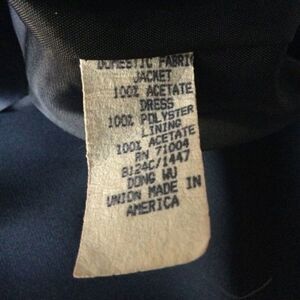 DOMESTIC FABRIC
JACKET
100% ACETATE
DRESS
100% POLYSTER
LINING
100% ACETATE
RN 71004
B124C/1447
DONG WU
UNION MADE IN
AMERICA